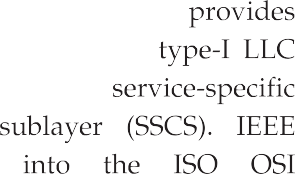 provides
type-I LLC
service-specific
sublayer (SSCS). IEEE
into the ISO OSI